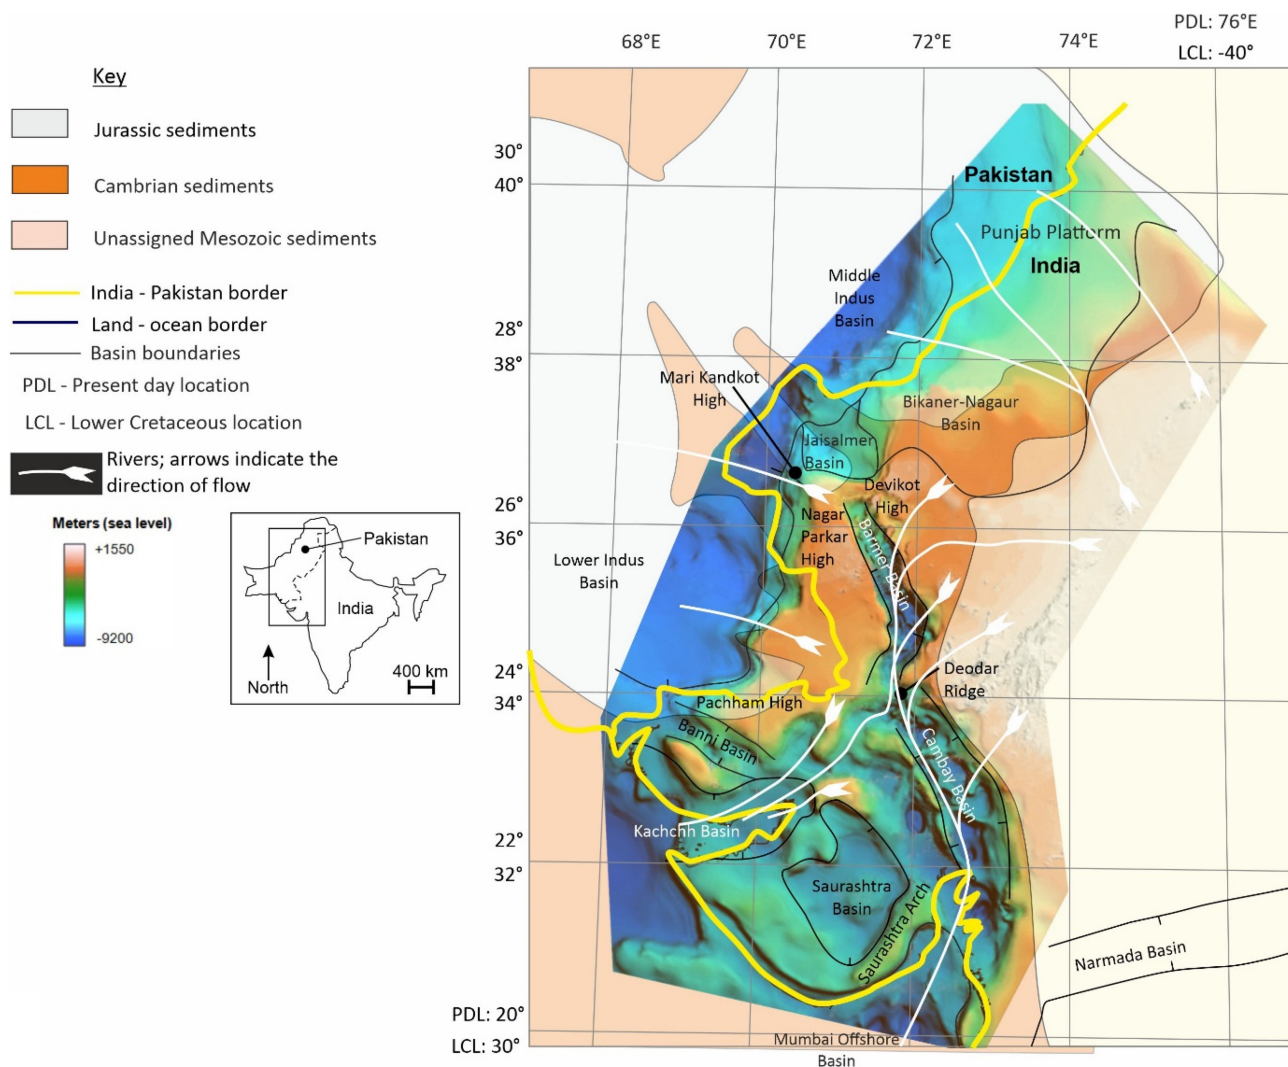 PDL: 76°E
LCL: -40°
68°E
70°E
72°E
74°E
Key
Jurassic sediments
Cambrian sediments
Unassigned Mesozoic sediments
India - Pakistan border
Land - ocean border
Basin boundaries
PDL - Present day location
LCL - Lower Cretaceous location
Rivers; arrows indicate the
direction of flow
Meters (sea level)
+1550
-9200
Pakistan
India
North
400 km
30°
40°
28°
38°
26°
36°
24°
34°
22°
32°
PDL: 20°
LCL: 30°
Pakistan
Punjab Platform
India
Middle
Indus
Basin
Mari Kandkot
High
Bikaner-Nagaur
Basin
Jaisalmer
Basin
Devikot
High
Nagar
Parkar
High
Barmer Basin
Lower Indus
Basin
Deodar
Ridge
Pachham High
Banni Basin
Cambay Basin
Kachchh Basin
Saurashtra
Basin
Saurashtra Arch
Narmada Basin
Mumbai Offshore
Basin